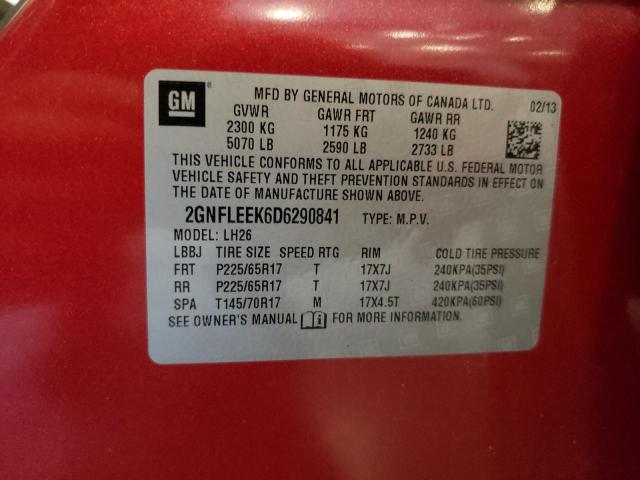 GM
MFD BY GENERAL MOTORS OF CANADA LTD. 02/13
GVWR GAWR FRT GAWR RR
2300 KG 1175 KG 1240 KG
5070 LB 2590 LB 2733 LB
THIS VEHICLE CONFORMS TO ALL APPLICABLE U.S. FEDERAL MOTOR
VEHICLE SAFETY AND THEFT PREVENTION STANDARDS IN EFFECT ON
THE DATE OF MANUFACTURE SHOWN ABOVE.
2GNFLEEK6D6290841 TYPE: M.P.V.
MODEL: LH26
LBBJ TIRE SIZE SPEED RTG RIM COLD TIRE PRESSURE
FRT P225/65R17 T 17X7J 240KPA(35PSI)
RR P225/65R17 T 17X7J 240KPA(35PSI)
SPA T145/70R17 M 17X4.5T 420KPA(60PSI)
SEE OWNER'S MANUAL FOR MORE INFORMATION.